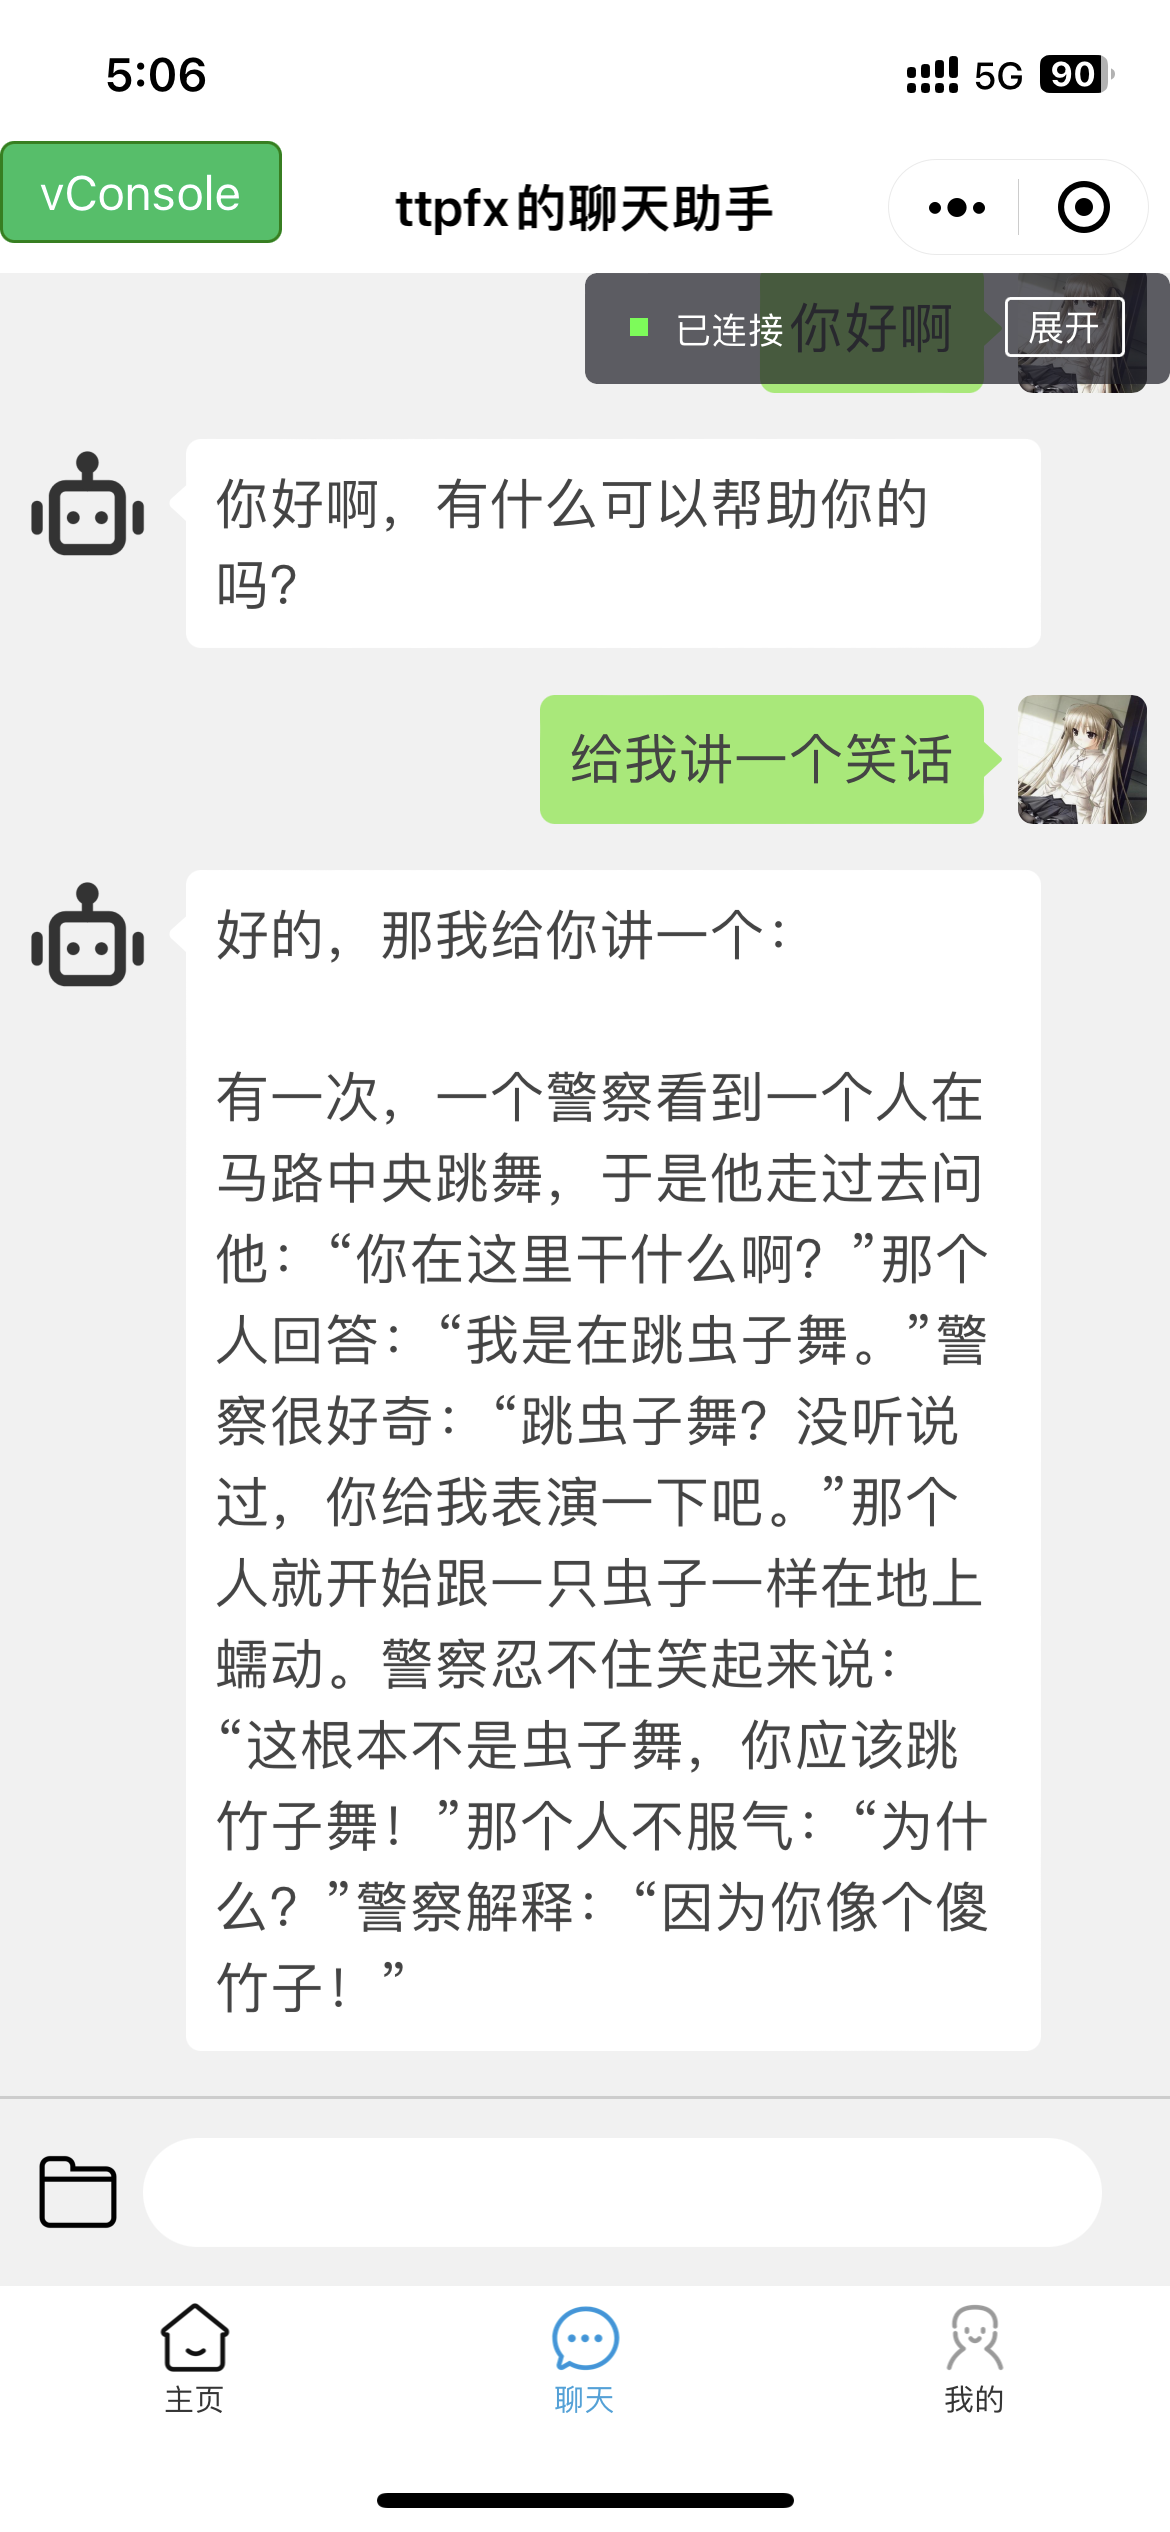 5:06
5G 90
vConsole
ttpfx的聊天助手
已连接
你好啊
展开
你好啊，有什么可以帮助你的
吗？
给我讲一个笑话
好的，那我给你讲一个：
有一次，一个警察看到一个人在
马路中央跳舞，于是他走过去问
他：“你在这里干什么啊？”那个
人回答：“我是在跳虫子舞。”警
察很好奇：“跳虫子舞？没听说
过，你给我表演一下吧。”那个
人就开始跟一只虫子一样在地上
蠕动。警察忍不住笑起来说：
“这根本不是虫子舞，你应该跳
竹子舞！”那个人不服气：“为什
么？”警察解释：“因为你像个傻
竹子！”
主页
聊天
我的